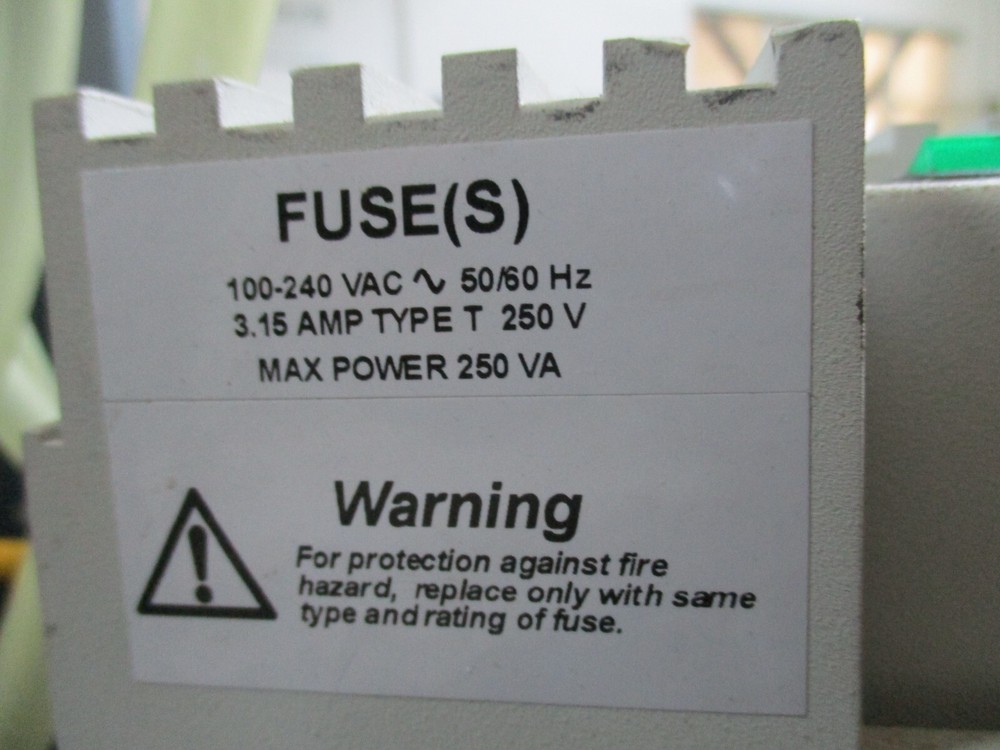 FUSE(S)
100-240 VAC ∿ 50/60 Hz
3.15 AMP TYPE T 250 V
MAX POWER 250 VA
Warning
For protection against fire
hazard, replace only with same
type and rating of fuse.